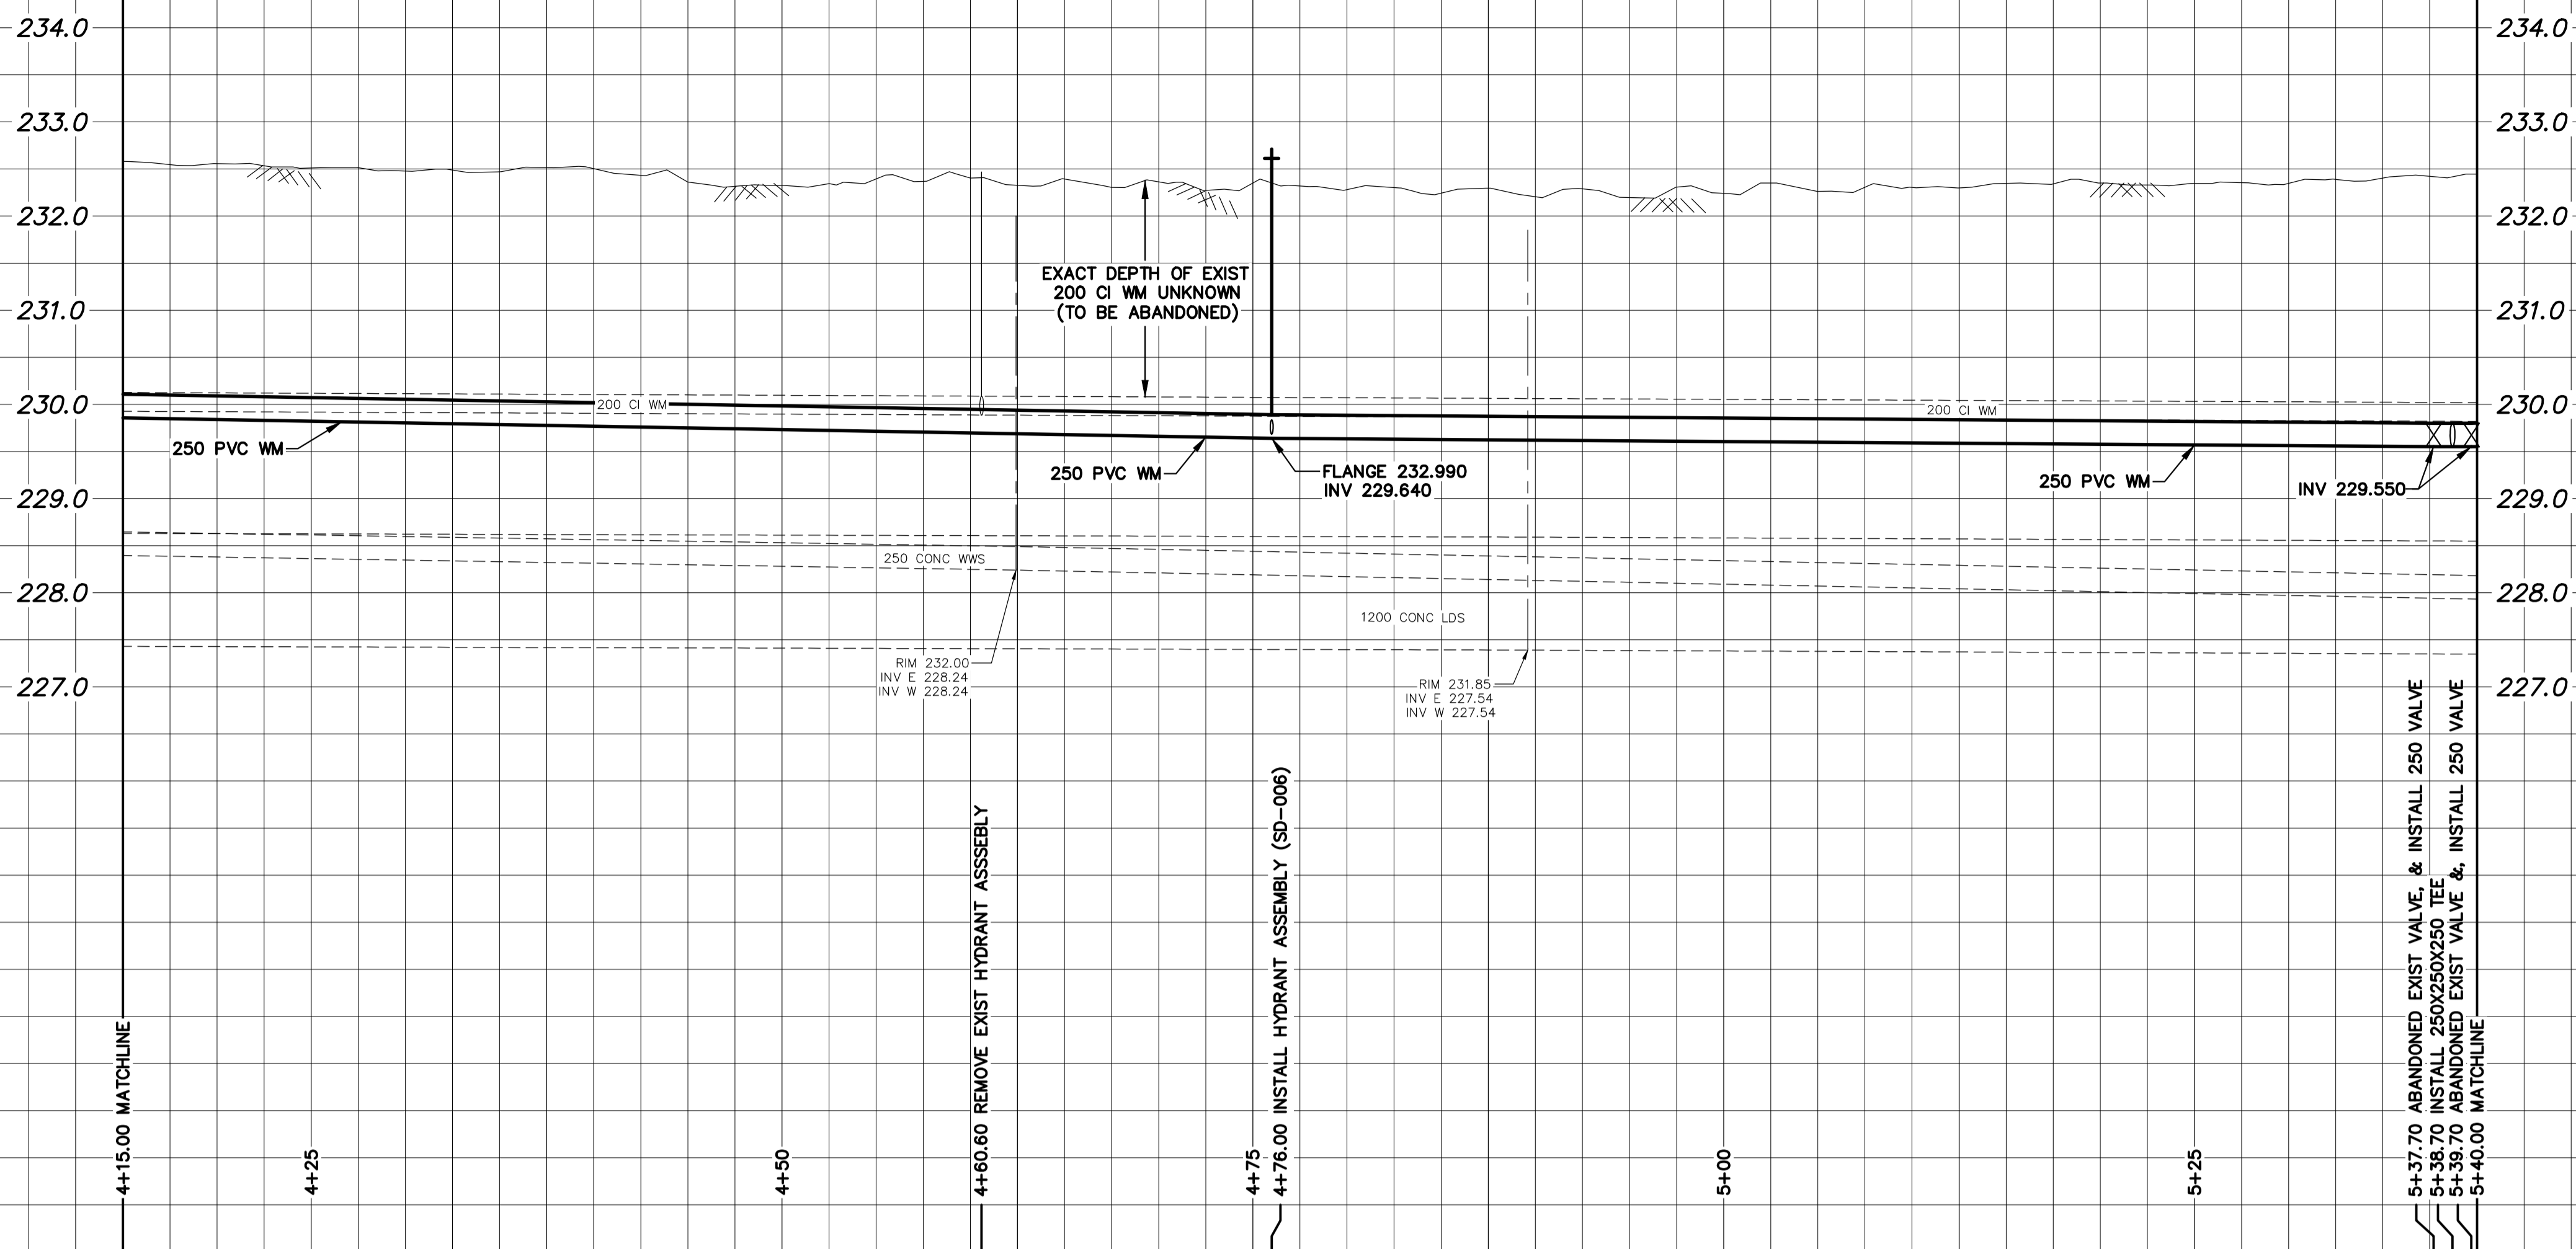 234.0
234.0
233.0
233.0
232.0
232.0
EXACT DEPTH OF EXIST
200 CI WM UNKNOWN
(TO BE ABANDONED)
231.0
231.0
230.0
200 CI WM
200 CI WM
230.0
250 PVC WM
250 PVC WM
FLANGE 232.990
INV 229.640
250 PVC WM
INV 229.550
229.0
229.0
250 CONC WWS
228.0
228.0
1200 CONC LDS
RIM 232.00
INV E 228.24
INV W 228.24
RIM 231.85
INV E 227.54
INV W 227.54
227.0
227.0
4+15.00 MATCHLINE
4+25
4+50
4+60.60 REMOVE EXIST HYDRANT ASSSEBLY
4+75
4+76.00 INSTALL HYDRANT ASSEMBLY (SD-006)
5+00
5+25
5+37.70 ABANDONED EXIST VALVE, & INSTALL 250 VALVE
5+38.70 INSTALL 250X250X250 TEE
5+39.70 ABANDONED EXIST VALVE &, INSTALL 250 VALVE
5+40.00 MATCHLINE